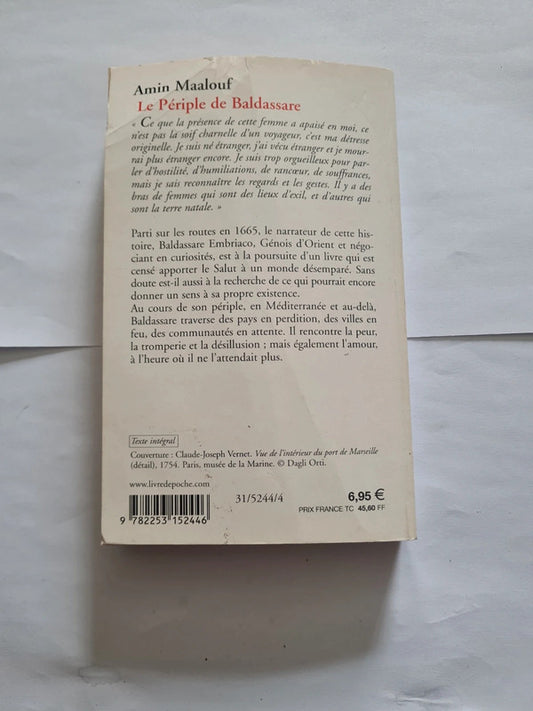 Amin Maalouf
Le Périple de Baldassare
« Ce que la présence de cette femme a apaisé en moi, ce
n'est pas la soif charnelle d'un voyageur, c'est ma détresse
originelle. Je suis né étranger, j'ai vécu étranger et je mour-
rai plus étranger encore. Je suis trop orgueilleux pour par-
ler d'hostilité, d'humiliations, de rancœur, de souffrances,
mais je sais reconnaître les regards et les gestes. Il y a des
bras de femmes qui sont des lieux d'exil, et d'autres qui
sont la terre natale. »
Parti sur les routes en 1665, le narrateur de cette his-
toire, Baldassare Embriaco, Génois d'Orient et négo-
ciant en curiosités, est à la poursuite d'un livre qui est
censé apporter le Salut à un monde désemparé. Sans
doute est-il aussi à la recherche de ce qui pourrait encore
donner un sens à sa propre existence.
Au cours de son périple, en Méditerranée et au-delà,
Baldassare traverse des pays en perdition, des villes en
feu, des communautés en attente. Il rencontre la peur,
la tromperie et la désillusion ; mais également l'amour,
à l'heure où il ne l'attendait plus.
Texte intégral
Couverture : Claude-Joseph Vernet. Vue de l'intérieur du port de Marseille
(détail), 1754. Paris, musée de la Marine. © Dagli Orti.
www.livredepoche.com
31/5244/4
6,95 €
PRIX FRANCE TC 45,60 FF
9 782253 152446